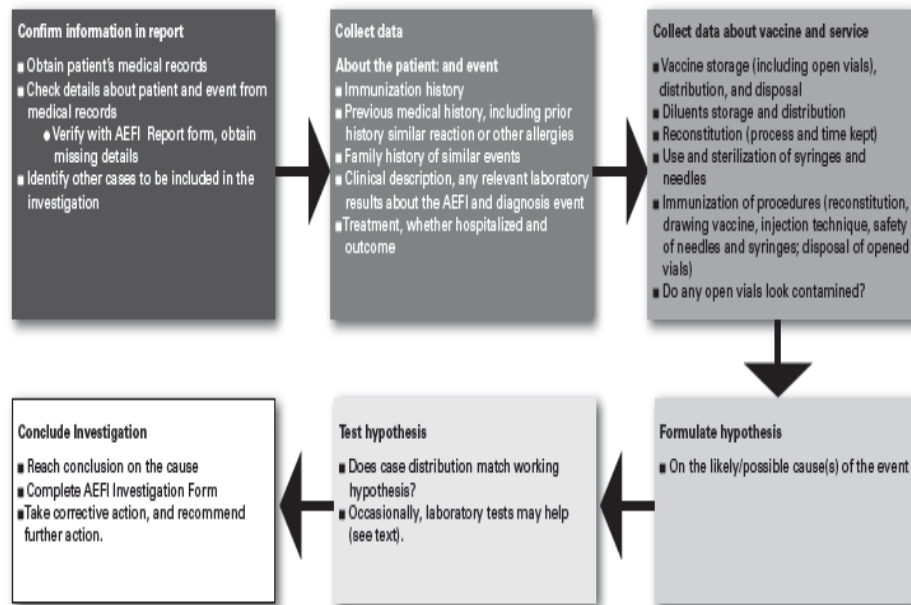 Confirm information in report
■ Obtain patient's medical records
■ Check details about patient and event from
medical records
● Verify with AEFI Report form, obtain
missing details
■ Identify other cases to be included in the
investigation
Collect data
About the patient: and event
■ Immunization history
■ Previous medical history, including prior
history similar reaction or other allergies
■ Family history of similar events
■ Clinical description, any relevant laboratory
results about the AEFI and diagnosis event
■ Treatment, whether hospitalized and
outcome
Collect data about vaccine and service
■ Vaccine storage (including open vials),
distribution, and disposal
■ Diluents storage and distribution
■ Reconstitution (process and time kept)
■ Use and sterilization of syringes and
needles
■ Immunization of procedures (reconstitution,
drawing vaccine, injection technique, safety
of needles and syringes; disposal of opened
vials)
■ Do any open vials look contaminated?
Formulate hypothesis
■ On the likely/possible cause(s) of the event
Test hypothesis
■ Does case distribution match working
hypothesis?
■ Occasionally, laboratory tests may help
(see text).
Conclude Investigation
■ Reach conclusion on the cause
■ Complete AEFI Investigation Form
■ Take corrective action, and recommend
further action.